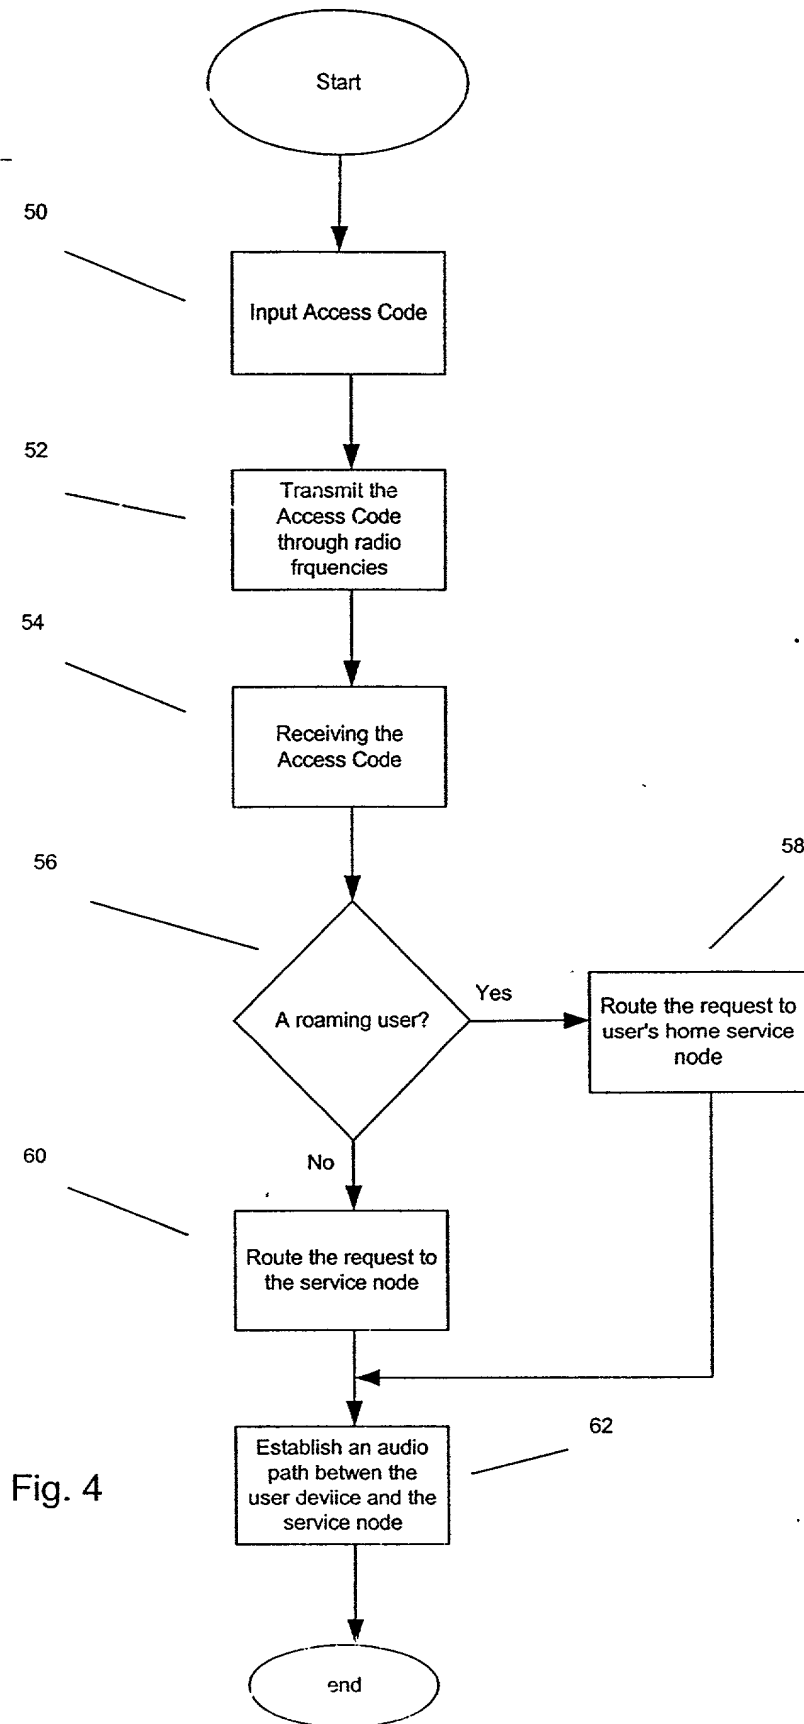 Start
50
Input Access Code
52
Transmit the
Access Code
through radio
frquencies
54
Receiving the
Access Code
56
A roaming user?
Yes
58
Route the request to
user's home service
node
No
60
Route the request to
the service node
62
Establish an audio
path betwen the
user deviice and the
service node
Fig. 4
end